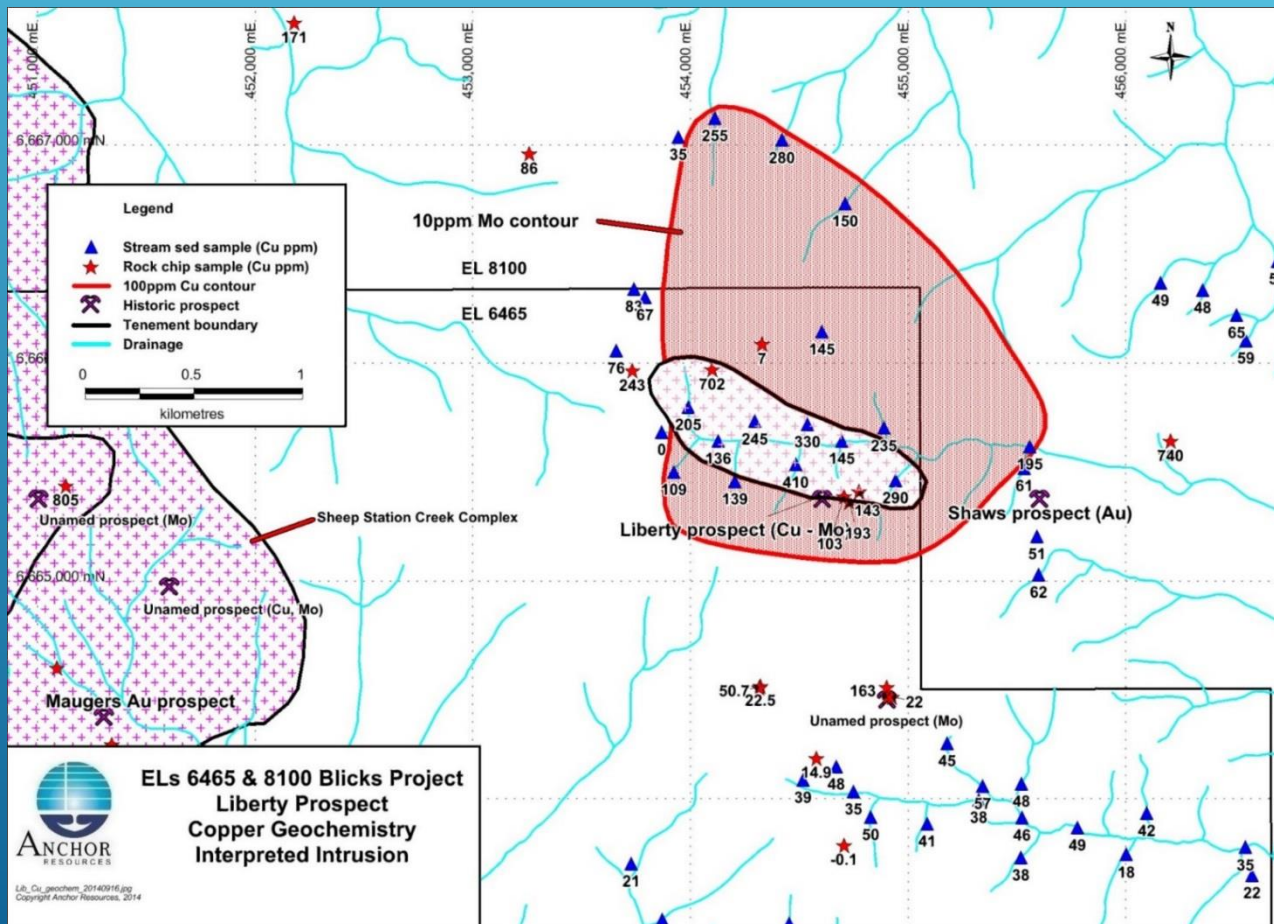 451,000 mE
452,000 mE
453,000 mE
454,000 mE
455,000 mE
456,000 mE
N
171
6,667,000 mN
86
35
255
280
150
10ppm Mo contour
EL 8100
EL 6465
Legend
Stream sed sample (Cu ppm)
Rock chip sample (Cu ppm)
100ppm Cu contour
Historic prospect
Tenement boundary
Drainage
0 0.5 1
kilometres
83
67
76
243
7
145
702
49
48
65
59
205
245
330
235
0
136
145
195
740
109
139
410
290
61
143
193
103
Liberty prospect (Cu - Mo)
Shaws prospect (Au)
805
Unamed prospect (Mo)
Sheep Station Creek Complex
51
62
6,665,000 mN
Unamed prospect (Cu, Mo)
Maugers Au prospect
50.7
22.5
163
22
Unamed prospect (Mo)
45
14.9
48
39
35
57
38
48
50
41
46
49
42
38
18
35
22
-0.1
21
ANCHOR
RESOURCES
ELs 6465 & 8100 Blicks Project
Liberty Prospect
Copper Geochemistry
Interpreted Intrusion
Lib_Cu_geochem_20140916.jpg
Copyright Anchor Resources, 2014